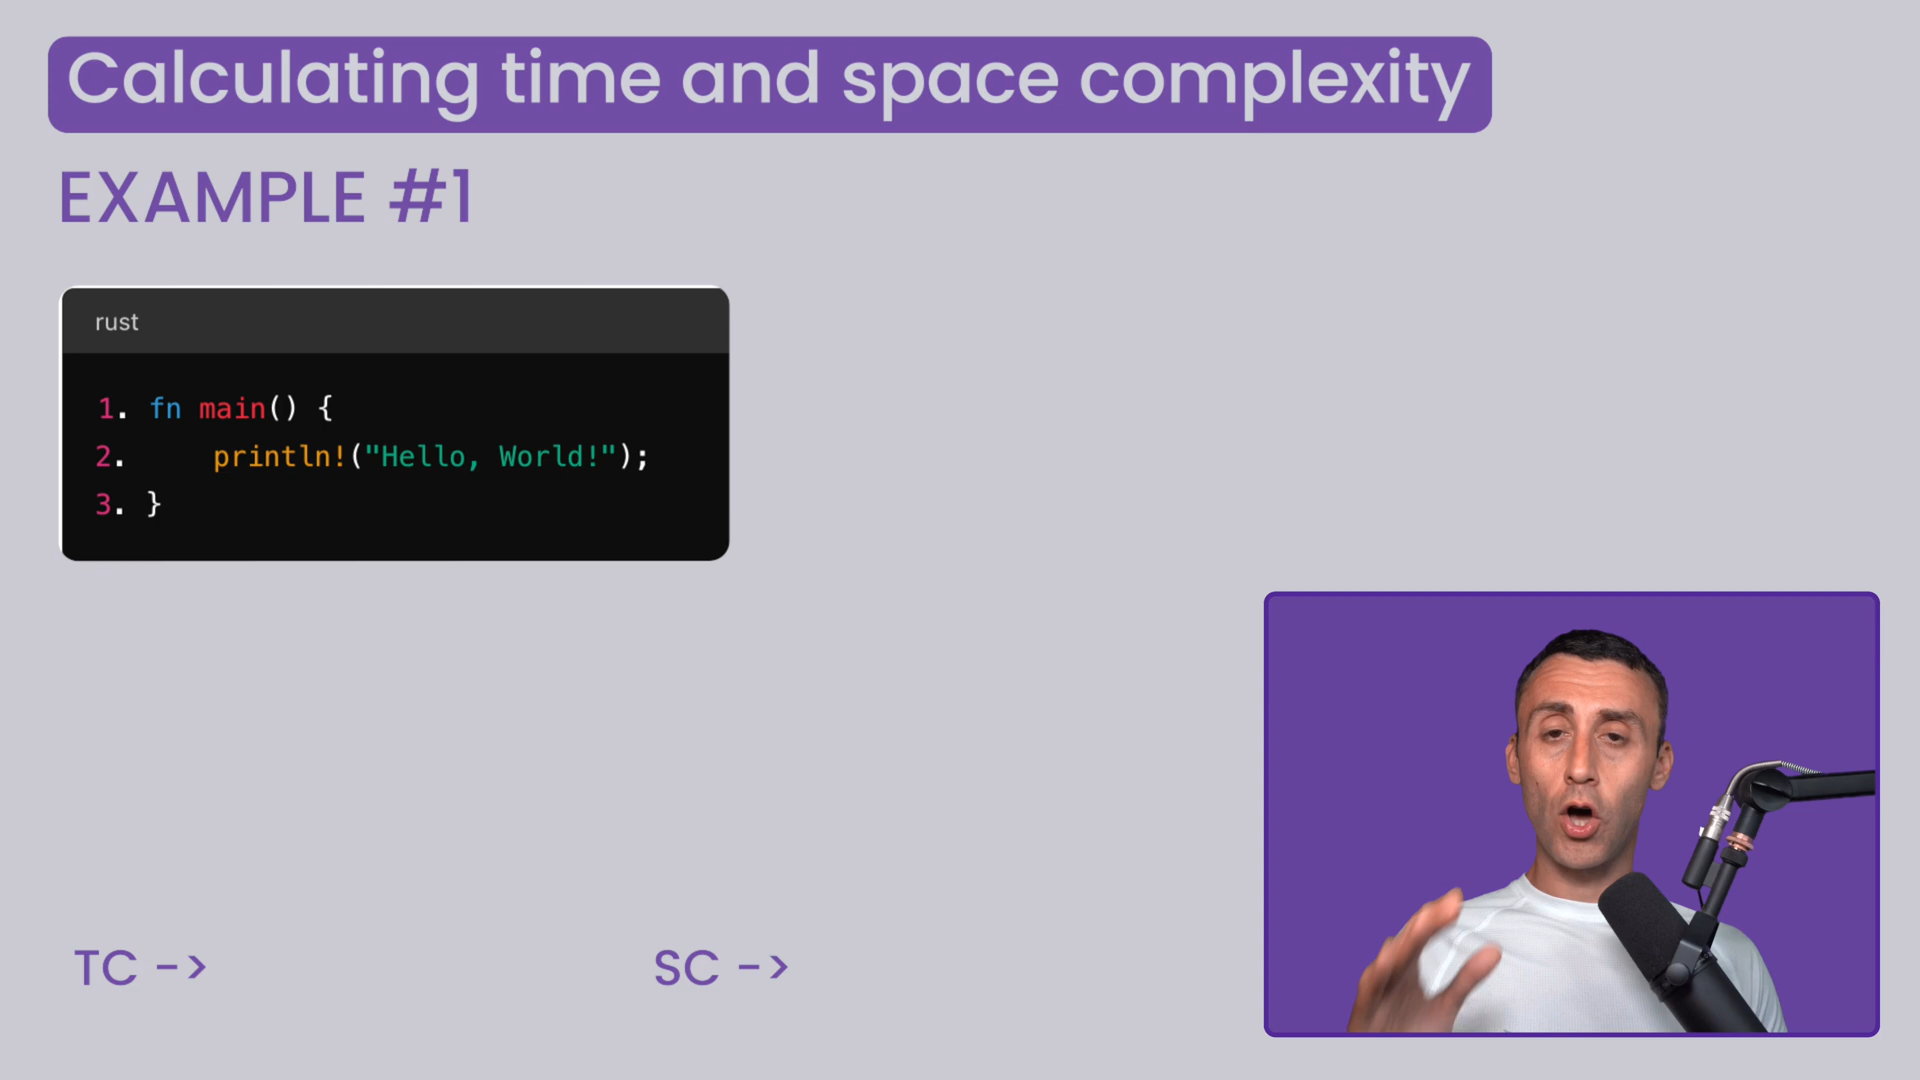 Calculating time and space complexity
EXAMPLE #1
rust
1. fn main() {
2.     println!("Hello, World!");
3. }
TC ->
SC ->